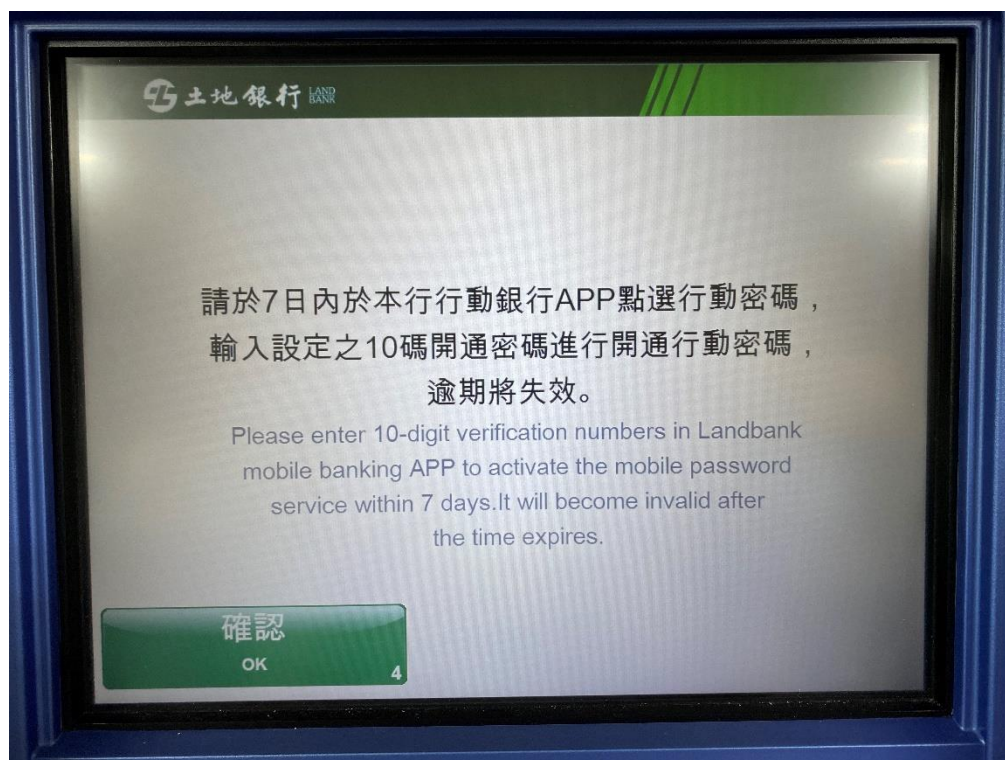 土地銀行 LAND BANK
請於7日內於本行行動銀行APP點選行動密碼，
輸入設定之10碼開通密碼進行開通行動密碼，
逾期將失效。
Please enter 10-digit verification numbers in Landbank
mobile banking APP to activate the mobile password
service within 7 days.It will become invalid after
the time expires.
確認
OK
4